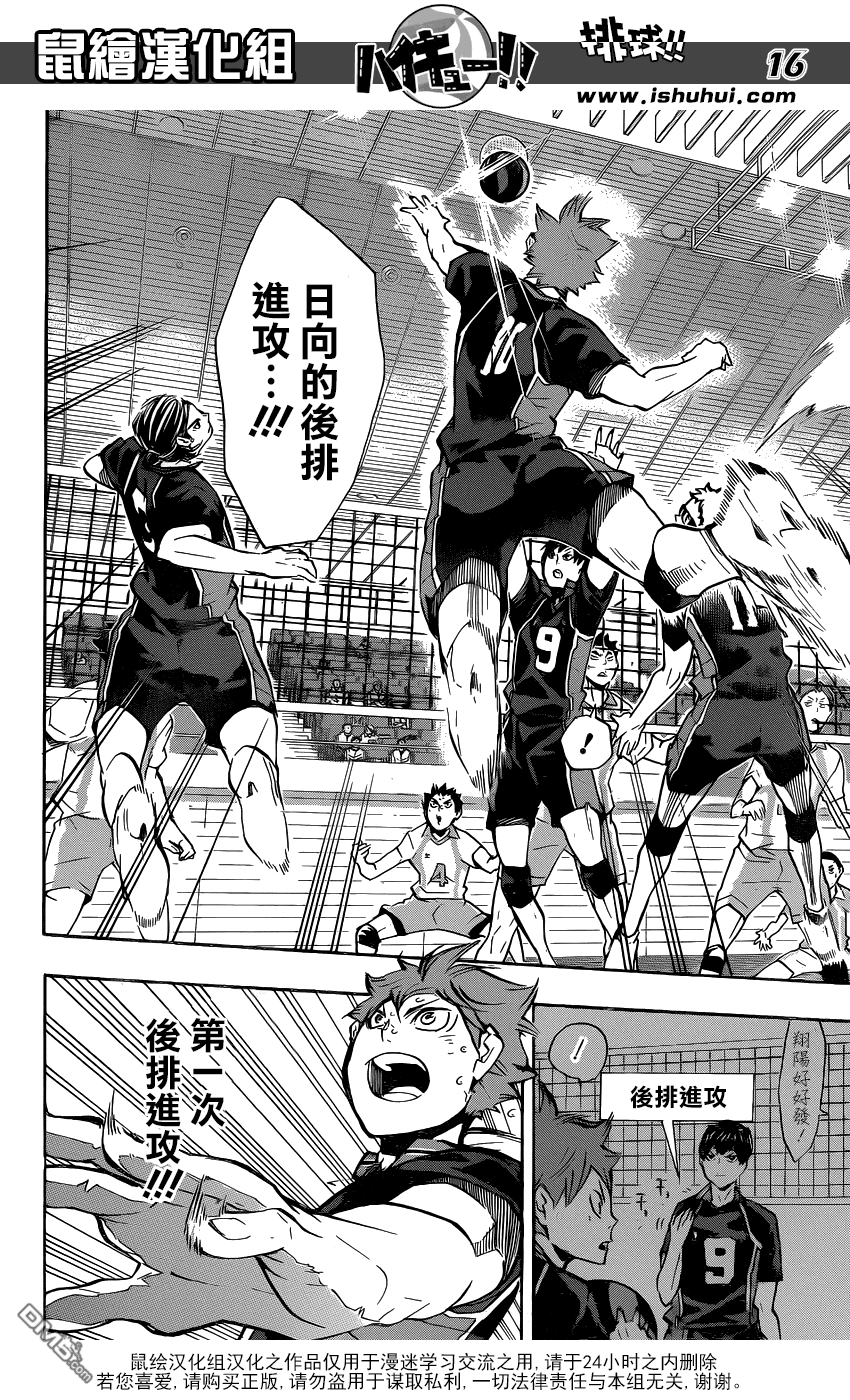 鼠繪漢化組
ハイキュー!!
排球!!
16
www.ishuhui.com
日向的後排
進攻…!!!
10
9
11
!
4
翔陽好好發!
後排進攻
!
9
第一次
後排進攻!!!
DM5.com
鼠绘汉化组汉化之作品仅用于漫迷学习交流之用, 请于24小时之内删除
若您喜爱, 请购买正版, 请勿盗用于谋取私利, 一切法律责任与本组无关, 谢谢。